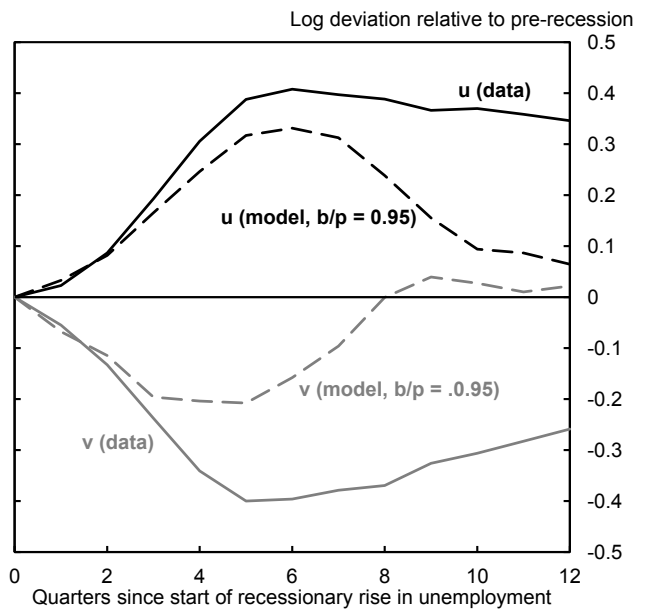 Log deviation relative to pre-recession
0.5
u (data)
0.4
0.3
0.2
u (model, b/p = 0.95)
0.1
0
-0.1
v (model, b/p = .0.95)
-0.2
v (data)
-0.3
-0.4
-0.5
0 2 4 6 8 10 12
Quarters since start of recessionary rise in unemployment